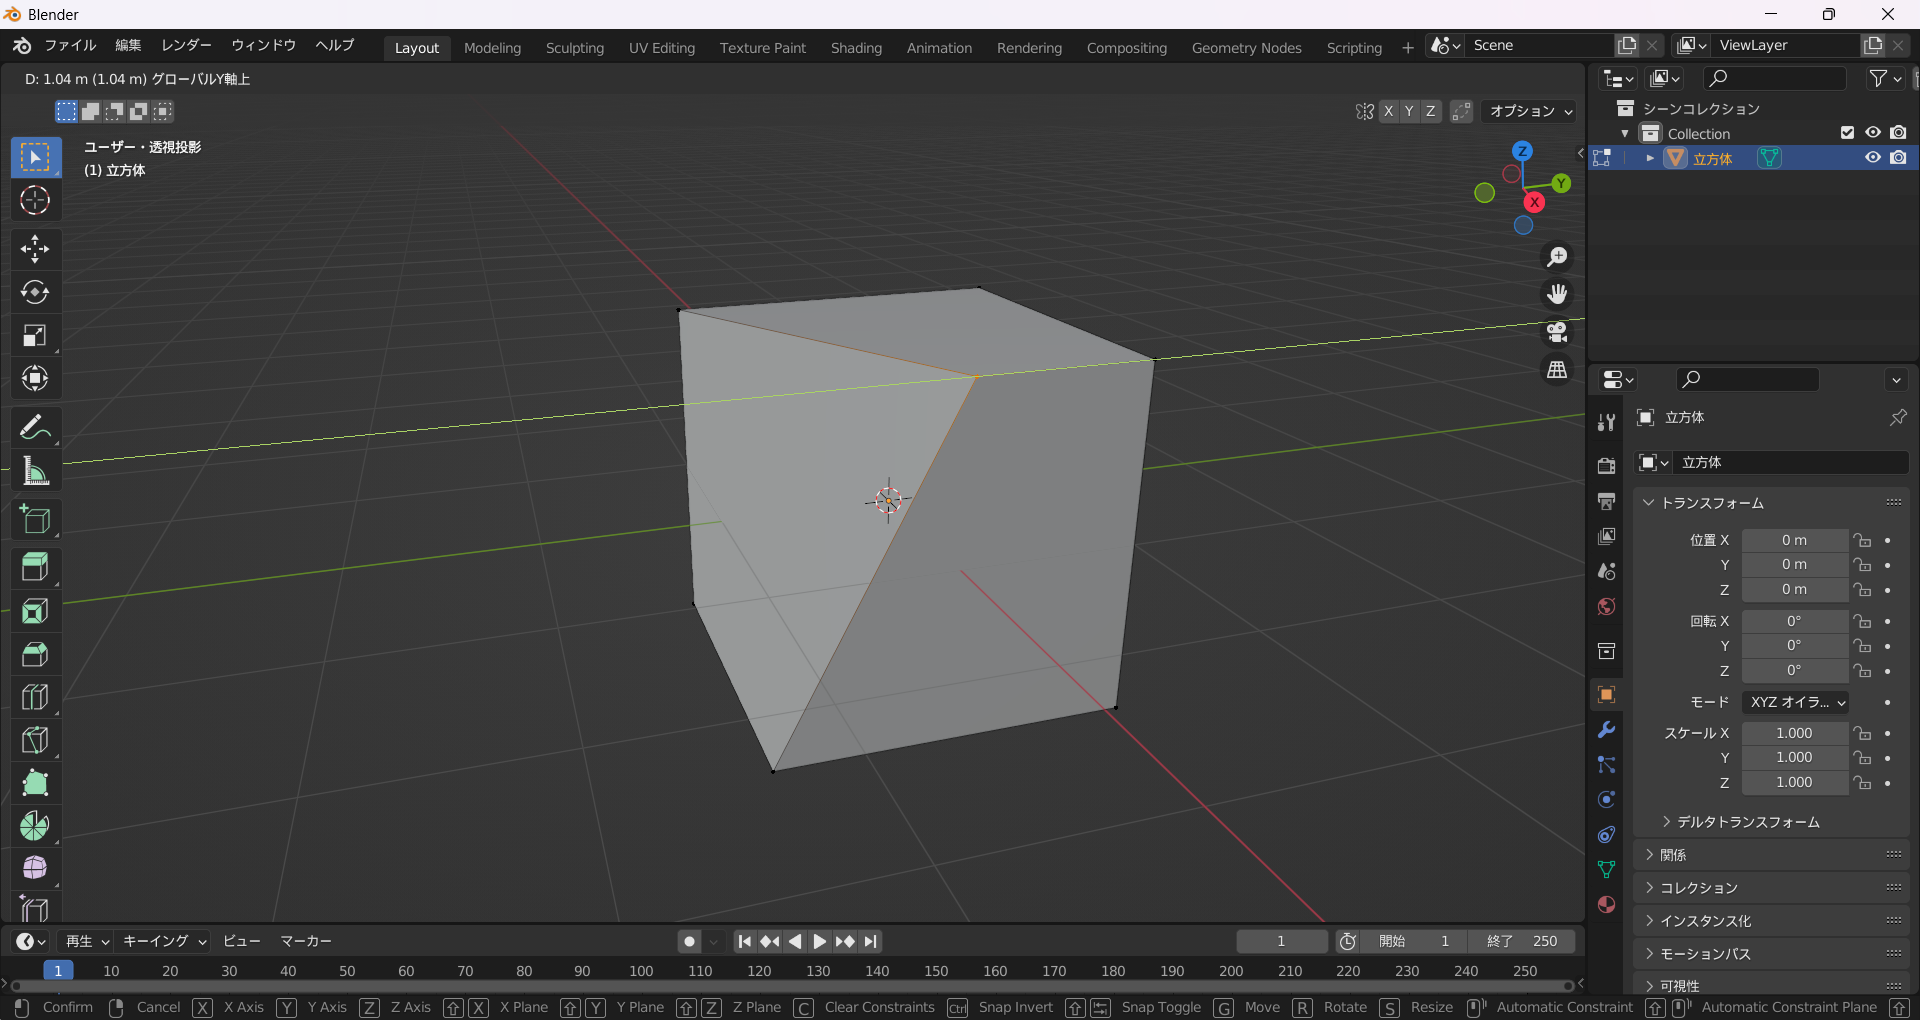 Blender
ファイル 編集 レンダー ウィンドウ ヘルプ Layout Modeling Sculpting UV Editing Texture Paint Shading Animation Rendering Compositing Geometry Nodes Scripting + Scene ViewLayer
D: 1.04 m (1.04 m) グローバルY軸上
X Y Z オプション
ユーザー・透視投影
(1) 立方体
Z
Y
X
シーンコレクション
Collection
立方体
立方体
立方体
トランスフォーム
位置 X 0 m
Y 0 m
Z 0 m
回転 X 0°
Y 0°
Z 0°
モード XYZ オイラ...
スケール X 1.000
Y 1.000
Z 1.000
デルタトランスフォーム
関係
コレクション
インスタンス化
モーションパス
可視性
再生 キーイング ビュー マーカー 1 開始 1 終了 250
1 10 20 30 40 50 60 70 80 90 100 110 120 130 140 150 160 170 180 190 200 210 220 230 240 250
Confirm Cancel X X Axis Y Y Axis Z Z Axis X X Plane Y Y Plane Z Z Plane C Clear Constraints Ctrl Snap Invert Snap Toggle G Move R Rotate S Resize Automatic Constraint Automatic Constraint Plane